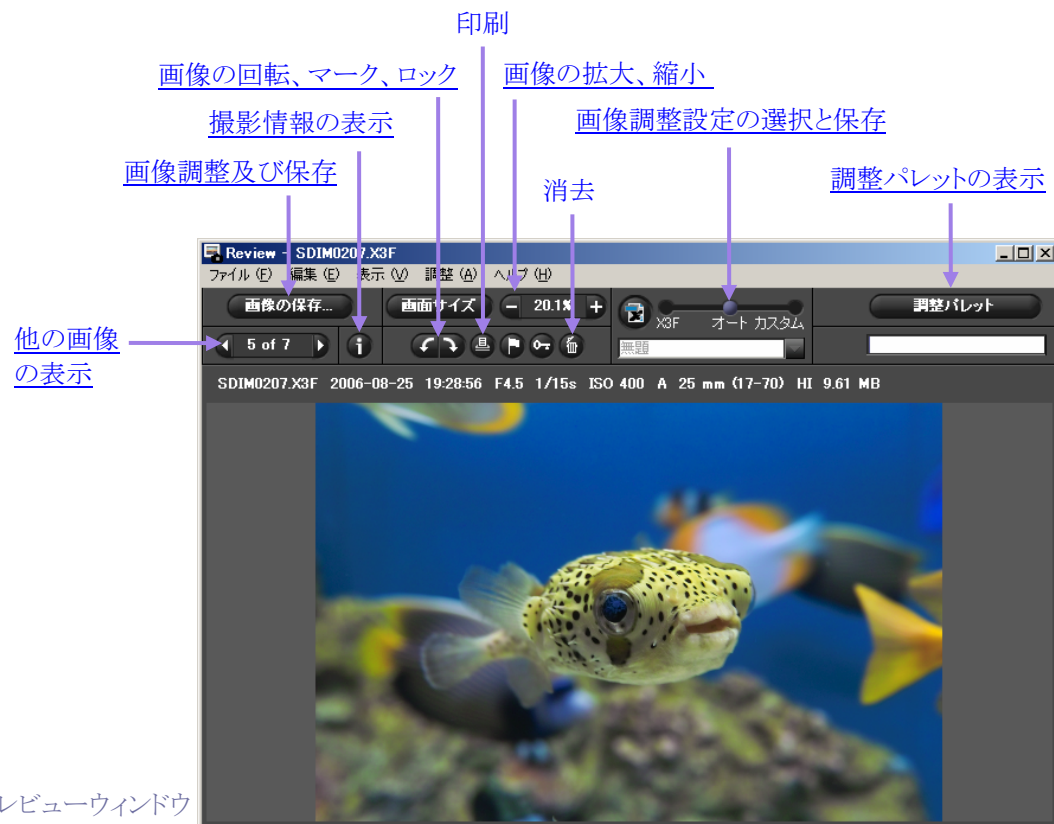 印刷
画像の回転、マーク、ロック
画像の拡大、縮小
撮影情報の表示
画像調整設定の選択と保存
画像調整及び保存
消去
調整パレットの表示
Review - SDIM0207.X3F
ファイル (F) 編集 (E) 表示 (V) 調整 (A) ヘルプ (H)
画像の保存...
画面サイズ
− 20.1% +
X3F オート カスタム
調整パレット
他の画像
の表示
5 of 7
無題
SDIM0207.X3F 2006-08-25 19:28:56 F4.5 1/15s ISO 400 A 25 mm (17-70) HI 9.61 MB
レビューウィンドウ